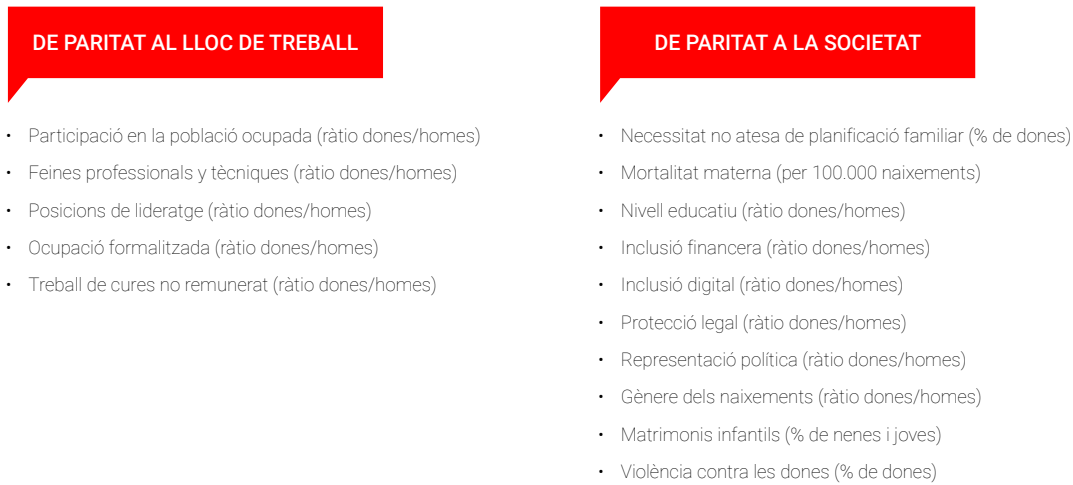 DE PARITAT AL LLOC DE TREBALL
• Participació en la població ocupada (ràtio dones/homes)
• Feines professionals y tècniques (ràtio dones/homes)
• Posicions de lideratge (ràtio dones/homes)
• Ocupació formalitzada (ràtio dones/homes)
• Treball de cures no remunerat (ràtio dones/homes)
DE PARITAT A LA SOCIETAT
• Necessitat no atesa de planificació familiar (% de dones)
• Mortalitat materna (per 100.000 naixements)
• Nivell educatiu (ràtio dones/homes)
• Inclusió financera (ràtio dones/homes)
• Inclusió digital (ràtio dones/homes)
• Protecció legal (ràtio dones/homes)
• Representació política (ràtio dones/homes)
• Gènere dels naixements (ràtio dones/homes)
• Matrimonis infantils (% de nenes i joves)
• Violència contra les dones (% de dones)